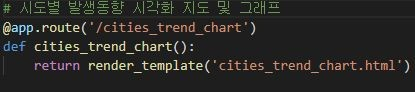 # 시도별 발생동향 시각화 지도 및 그래프
@app.route('/cities_trend_chart')
def cities_trend_chart():
    return render_template('cities_trend_chart.html')